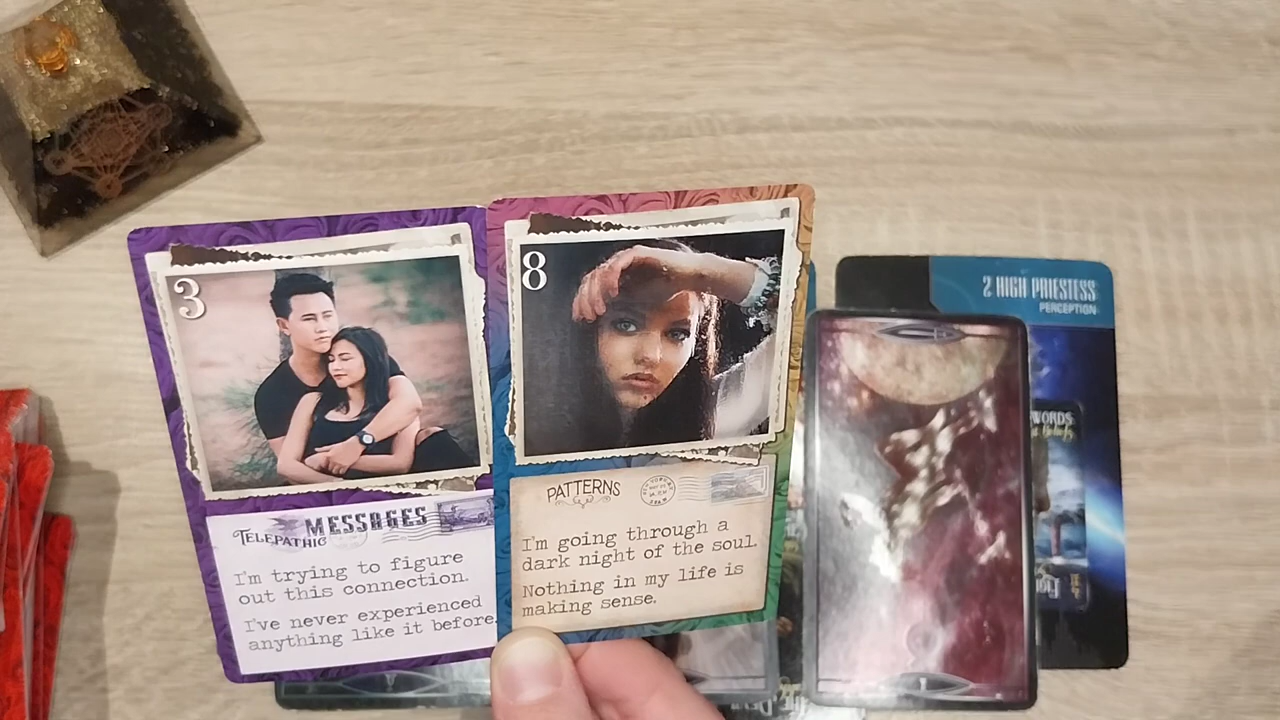 3
TELEPATHIC MESSAGES
I'm trying to figure
out this connection.
I've never experienced
anything like it before.
8
PATTERNS
I'm going through a
dark night of the soul.
Nothing in my life is
making sense.
2 HIGH PRIESTESS
PERCEPTION
WORDS